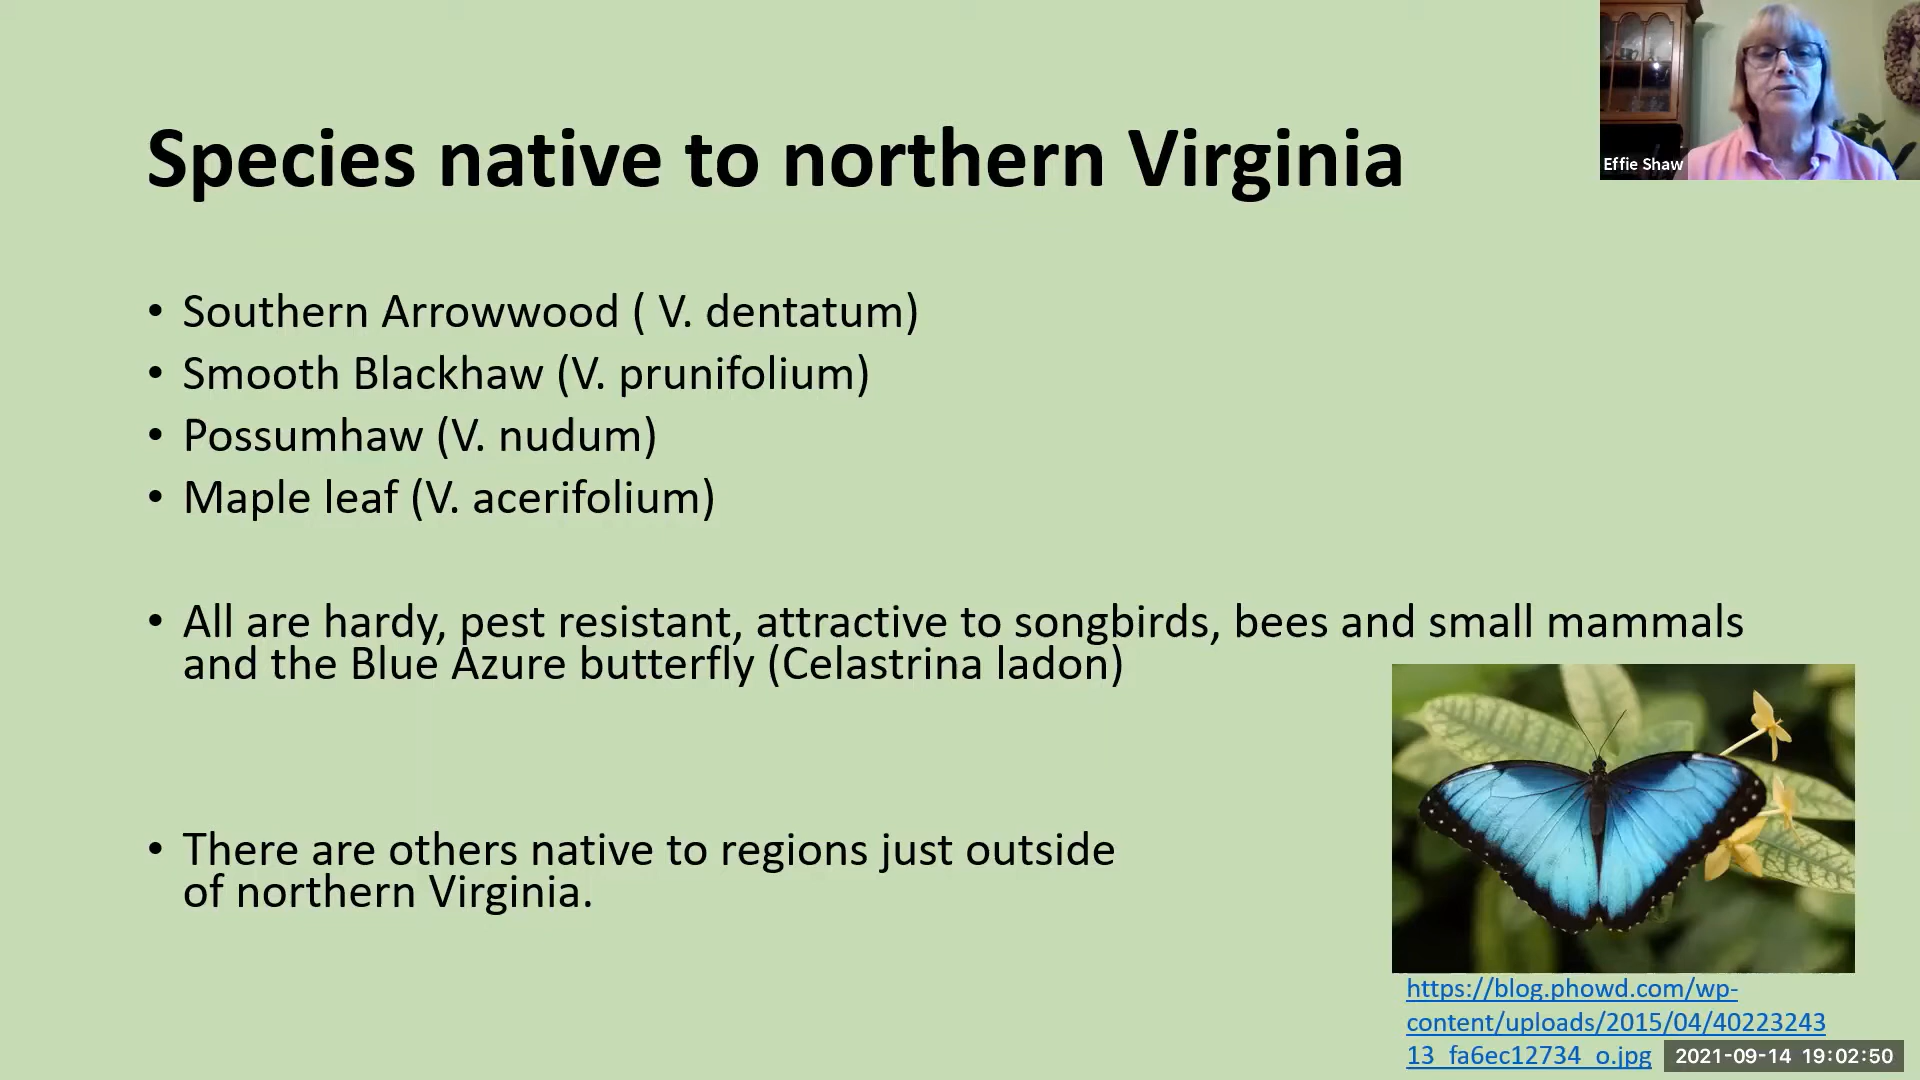 Species native to northern Virginia
Effie Shaw
• Southern Arrowwood ( V. dentatum)
• Smooth Blackhaw (V. prunifolium)
• Possumhaw (V. nudum)
• Maple leaf (V. acerifolium)
• All are hardy, pest resistant, attractive to songbirds, bees and small mammals
and the Blue Azure butterfly (Celastrina ladon)
• There are others native to regions just outside
of northern Virginia.
https://blog.phowd.com/wp-
content/uploads/2015/04/40223243
13_fa6ec12734_o.jpg
2021-09-14 19:02:50